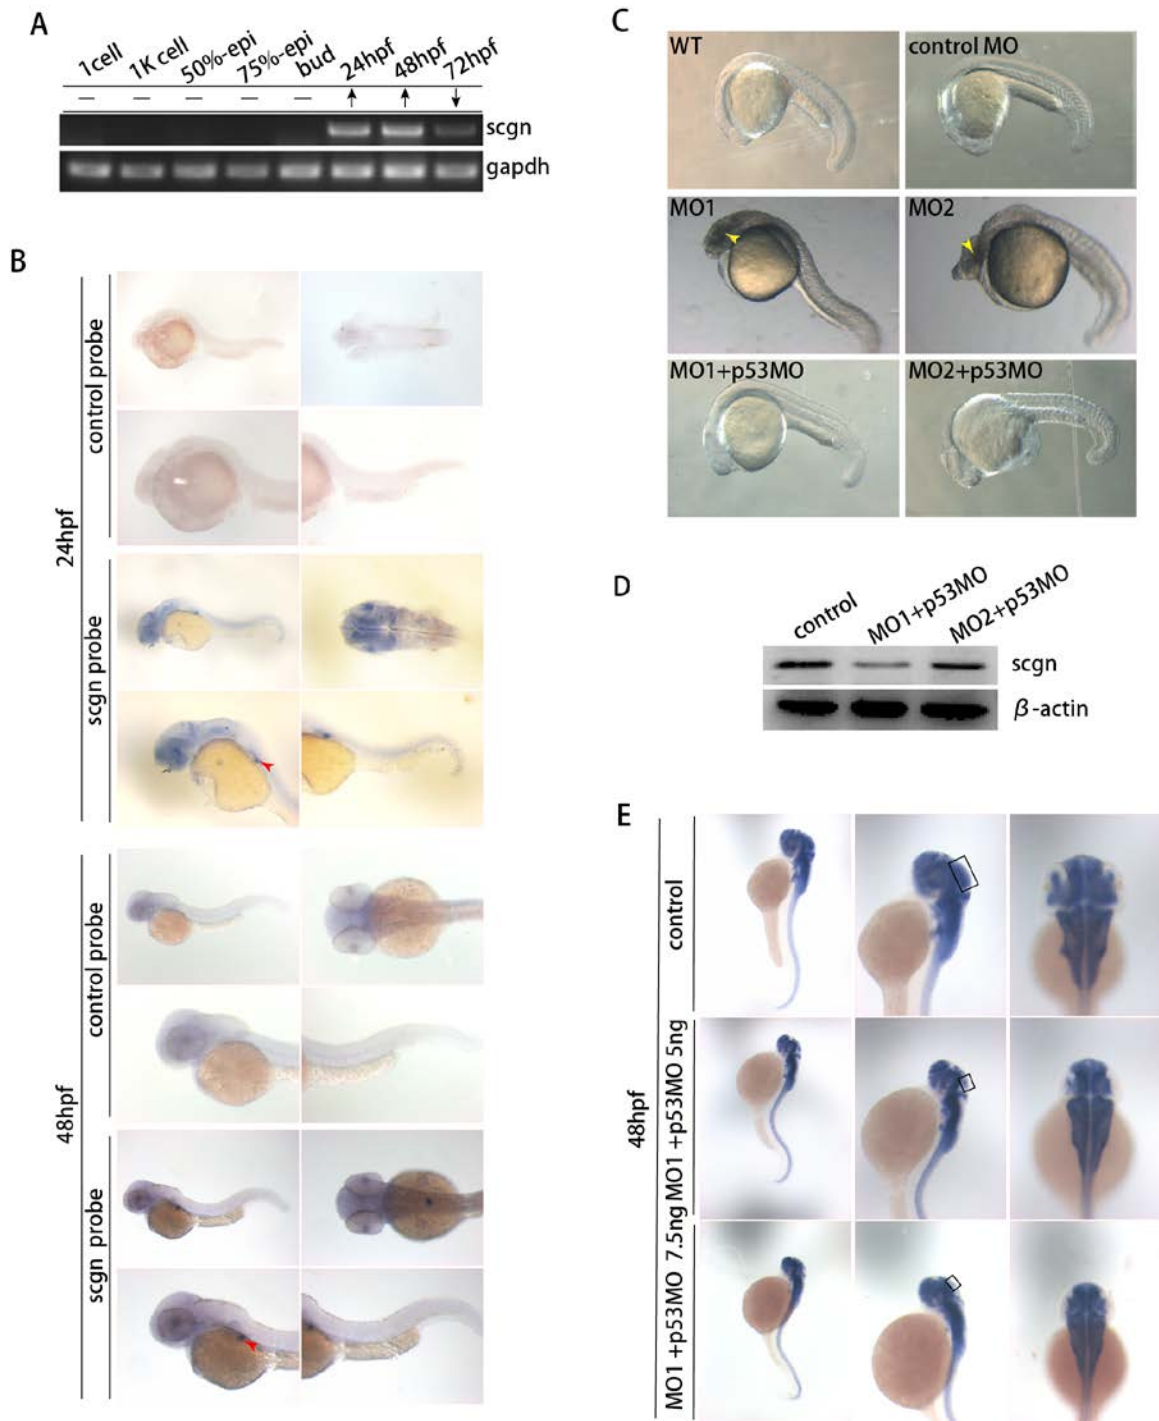 A
1cell
1K cell
50%-epi
75%-epi
bud
24hpf
48hpf
72hpf
scgn
gapdh
B
24hpf
control probe
scgn probe
48hpf
control probe
scgn probe
C
WT
control MO
MO1
MO2
MO1+p53MO
MO2+p53MO
D
control
MO1+p53MO
MO2+p53MO
scgn
β-actin
E
48hpf
control
MO1 +p53MO 5ng
MO1 +p53MO 7.5ng